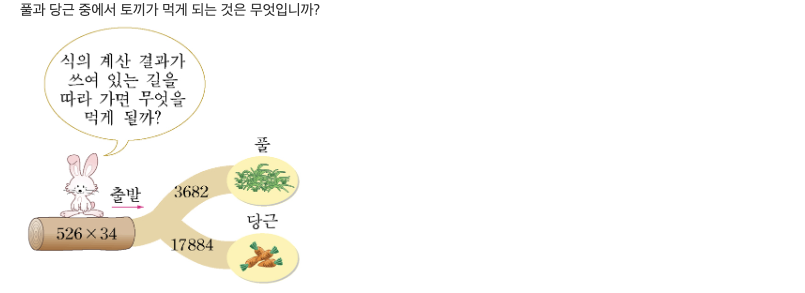 풀과 당근 중에서 토끼가 먹게 되는 것은 무엇입니까?
식의 계산 결과가
쓰여 있는 길을
따라 가면 무엇을
먹게 될까?
풀
출발
3682
526×34
당근
17884